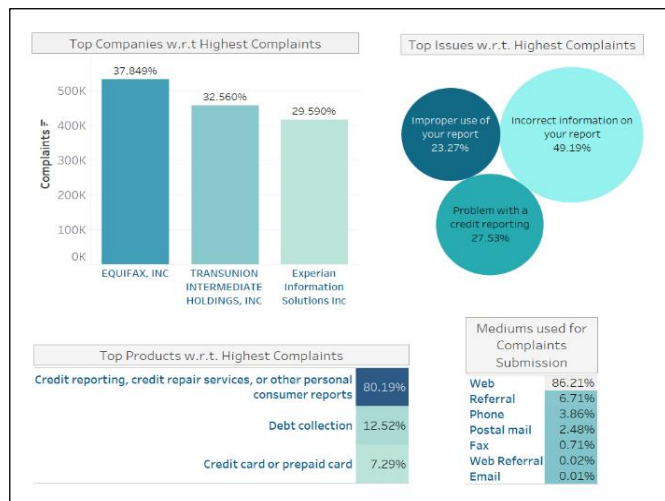 Top Companies w.r.t Highest Complaints
37.849%
32.560%
29.590%
500K
400K
300K
200K
100K
0K
Complaints
EQUIFAX, INC
TRANSUNION
INTERMEDIATE
HOLDINGS, INC
Experian
Information
Solutions Inc
Top Issues w.r.t. Highest Complaints
Improper use of
your report
23.27%
Incorrect information on
your report
49.19%
Problem with a
credit reporting
27.53%
Top Products w.r.t. Highest Complaints
Credit reporting, credit repair services, or other personal
consumer reports
80.19%
Debt collection 12.52%
Credit card or prepaid card 7.29%
Mediums used for
Complaints
Submission
Web 86.21%
Referral 6.71%
Phone 3.86%
Postal mail 2.48%
Fax 0.71%
Web Referral 0.02%
Email 0.01%